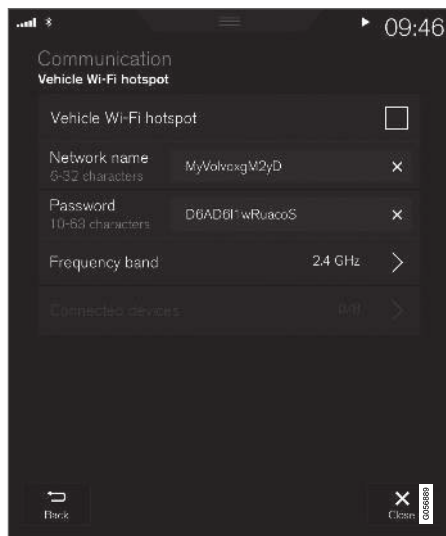 09:46
Communication
Vehicle Wi-Fi hotspot
Vehicle Wi-Fi hotspot
Network name
MyVolvoxgM2yD
6-32 characters
Password
D6AD6l1wRuacoS
10-63 characters
Frequency band 2.4 GHz
Connected devices
Back
Close
G056889